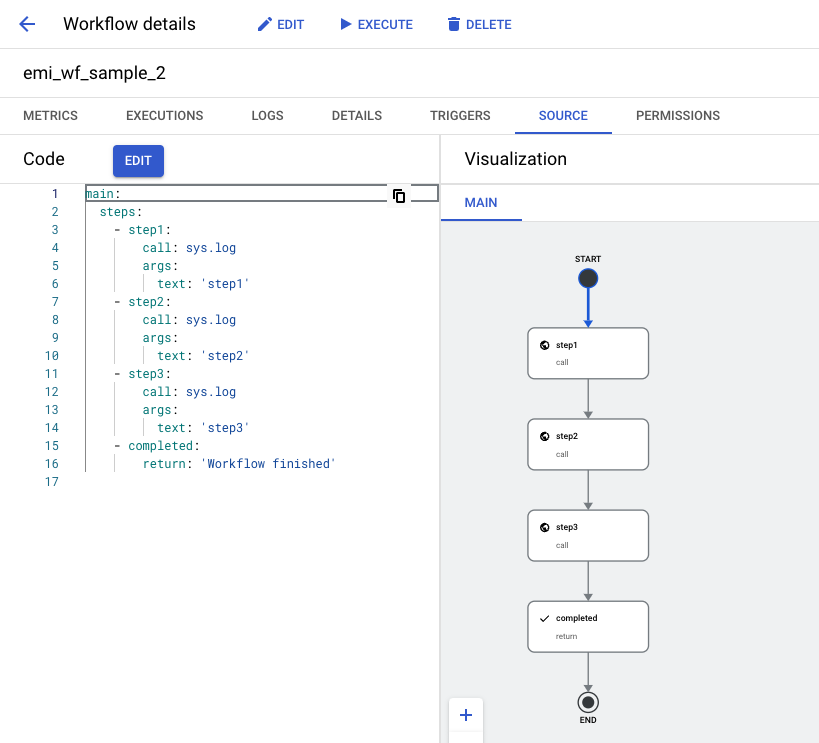 Workflow details EDIT EXECUTE DELETE
emi_wf_sample_2
METRICS EXECUTIONS LOGS DETAILS TRIGGERS SOURCE PERMISSIONS
Code EDIT
1 main:
2 steps:
3 - step1:
4 call: sys.log
5 args:
6 text: 'step1'
7 - step2:
8 call: sys.log
9 args:
10 text: 'step2'
11 - step3:
12 call: sys.log
13 args:
14 text: 'step3'
15 - completed:
16 return: 'Workflow finished'
17
Visualization
MAIN
START
step1
call
step2
call
step3
call
completed
return
END
+